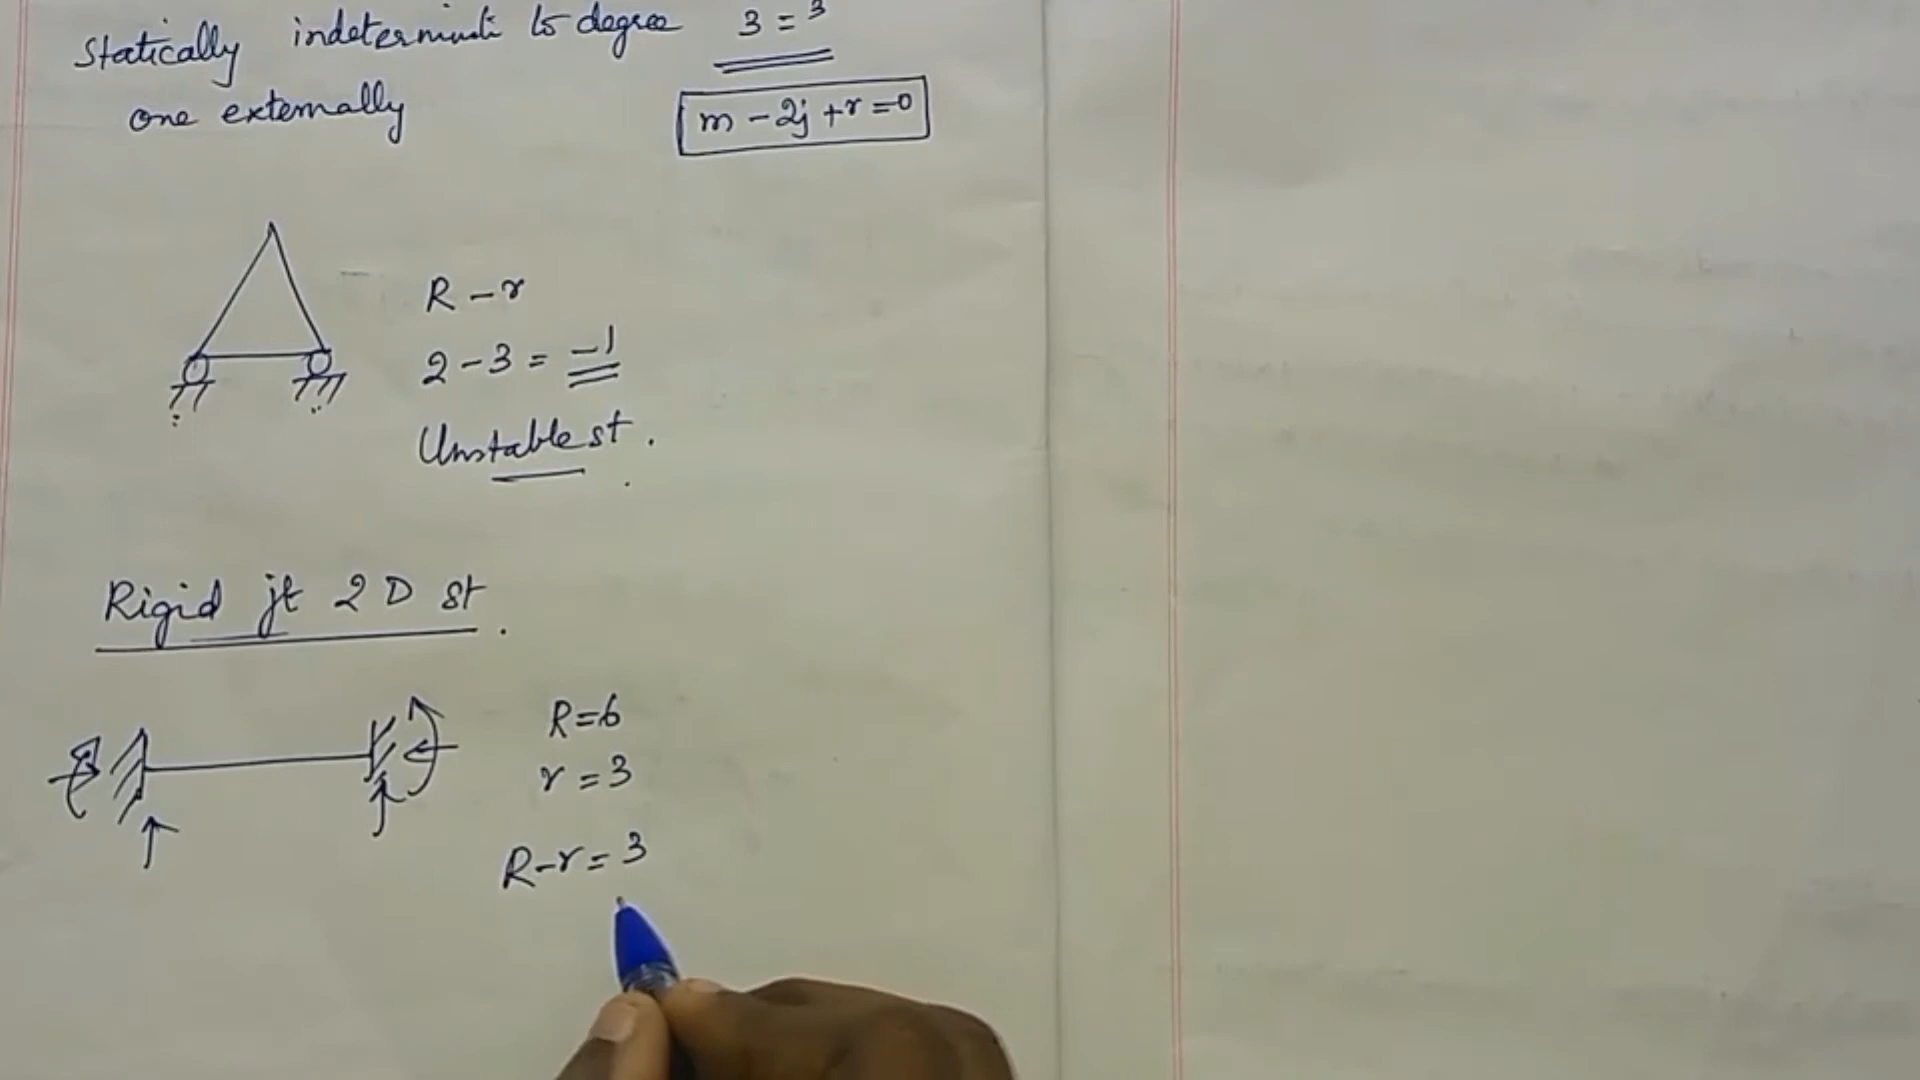 Statically indeterminate to degree
one externally
3 = 3
m - 2j + r = 0
R - r
2 - 3 = -1
Unstable st.
Rigid jt 2D st.
R = 6
r = 3
R - r = 3